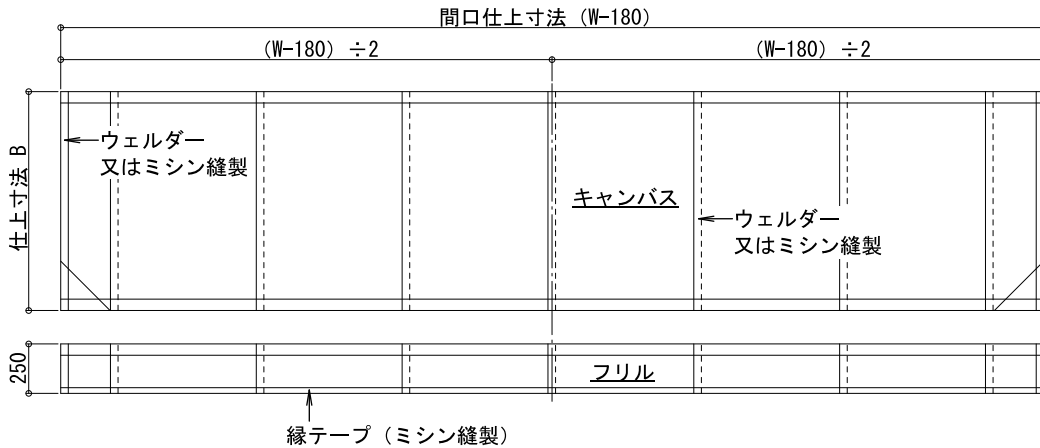 間口仕上寸法 (W-180)
(W-180) ÷2
(W-180) ÷2
仕上寸法 B
ウェルダー
又はミシン縫製
キャンバス
ウェルダー
又はミシン縫製
250
フリル
縁テープ (ミシン縫製)